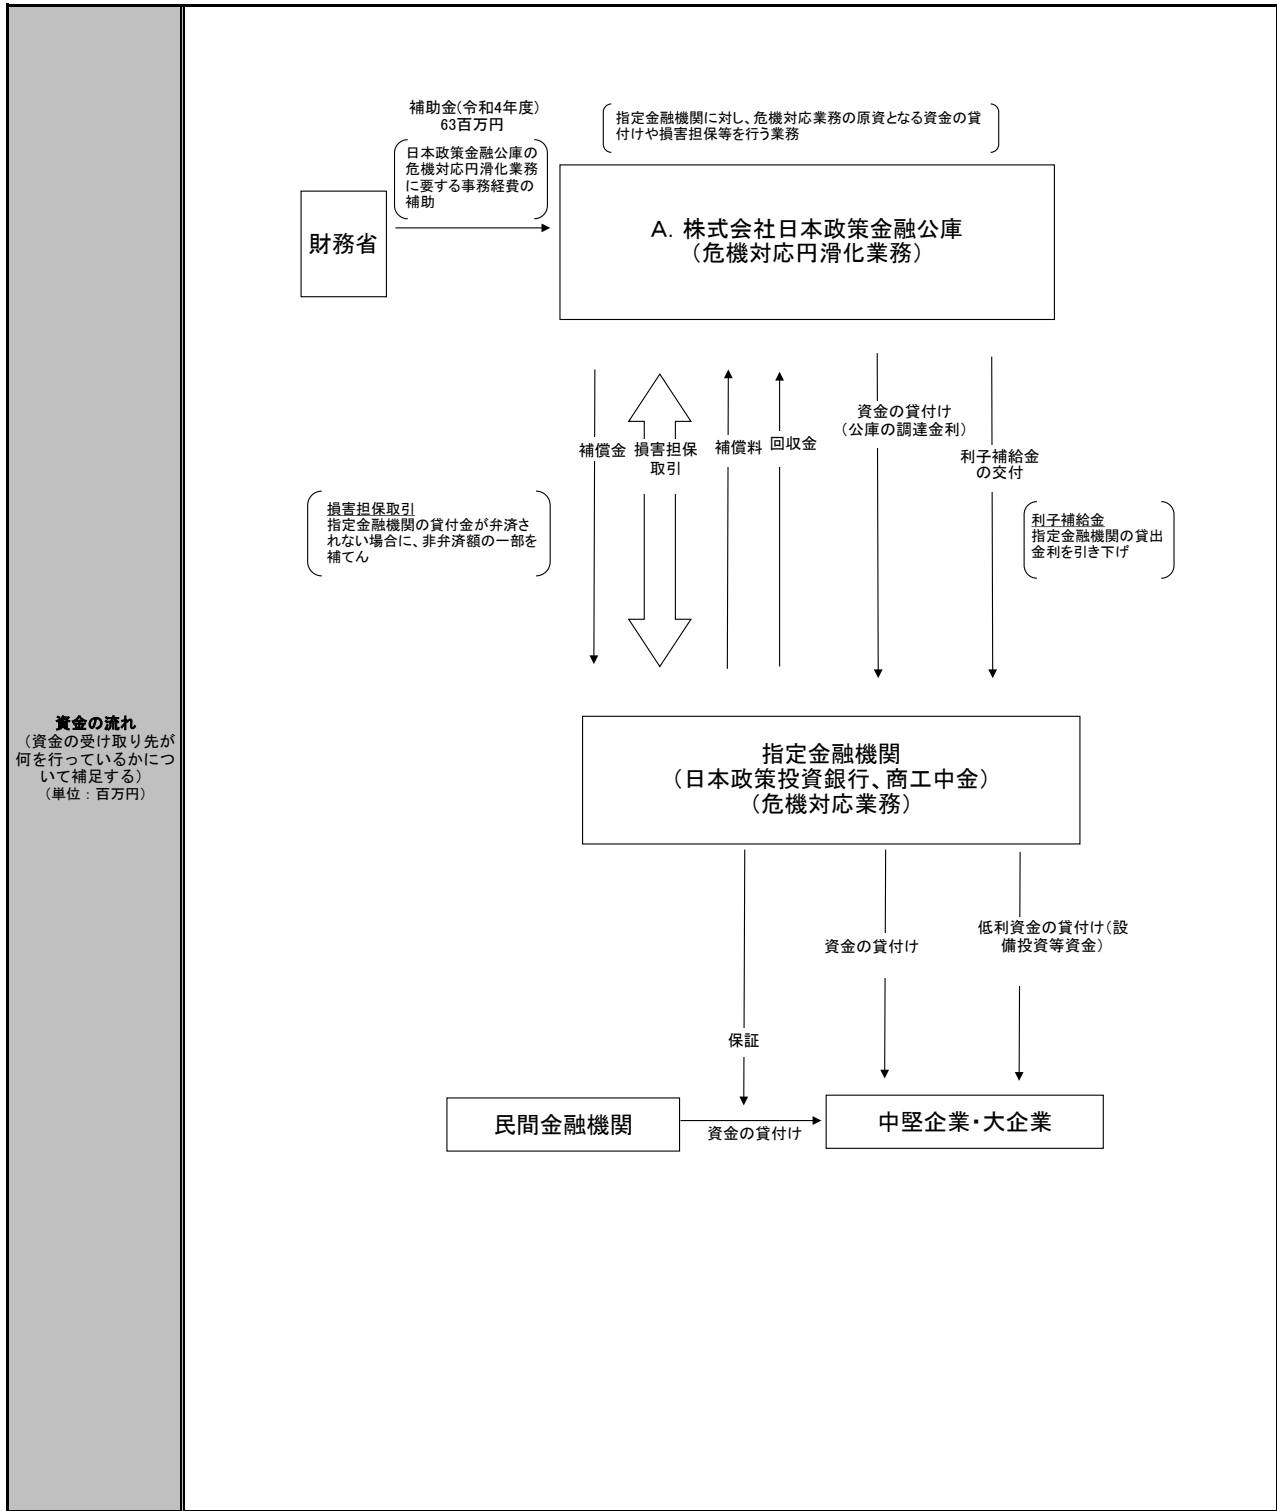 資金の流れ
（資金の受け取り先が
何を行っているかにつ
いて補足する）
（単位：百万円）
補助金(令和4年度)
63百万円
日本政策金融公庫の
危機対応円滑化業務
に要する事務経費の
補助
指定金融機関に対し、危機対応業務の原資となる資金の貸
付けや損害担保等を行う業務
財務省
A. 株式会社日本政策金融公庫
（危機対応円滑化業務）
補償金
損害担保
取引
補償料
回収金
資金の貸付け
（公庫の調達金利）
利子補給金
の交付
損害担保取引
指定金融機関の貸付金が弁済さ
れない場合に、非弁済額の一部を
補てん
利子補給金
指定金融機関の貸出
金利を引き下げ
指定金融機関
（日本政策投資銀行、商工中金）
（危機対応業務）
資金の貸付け
低利資金の貸付け（設
備投資等資金）
保証
民間金融機関
資金の貸付け
中堅企業・大企業